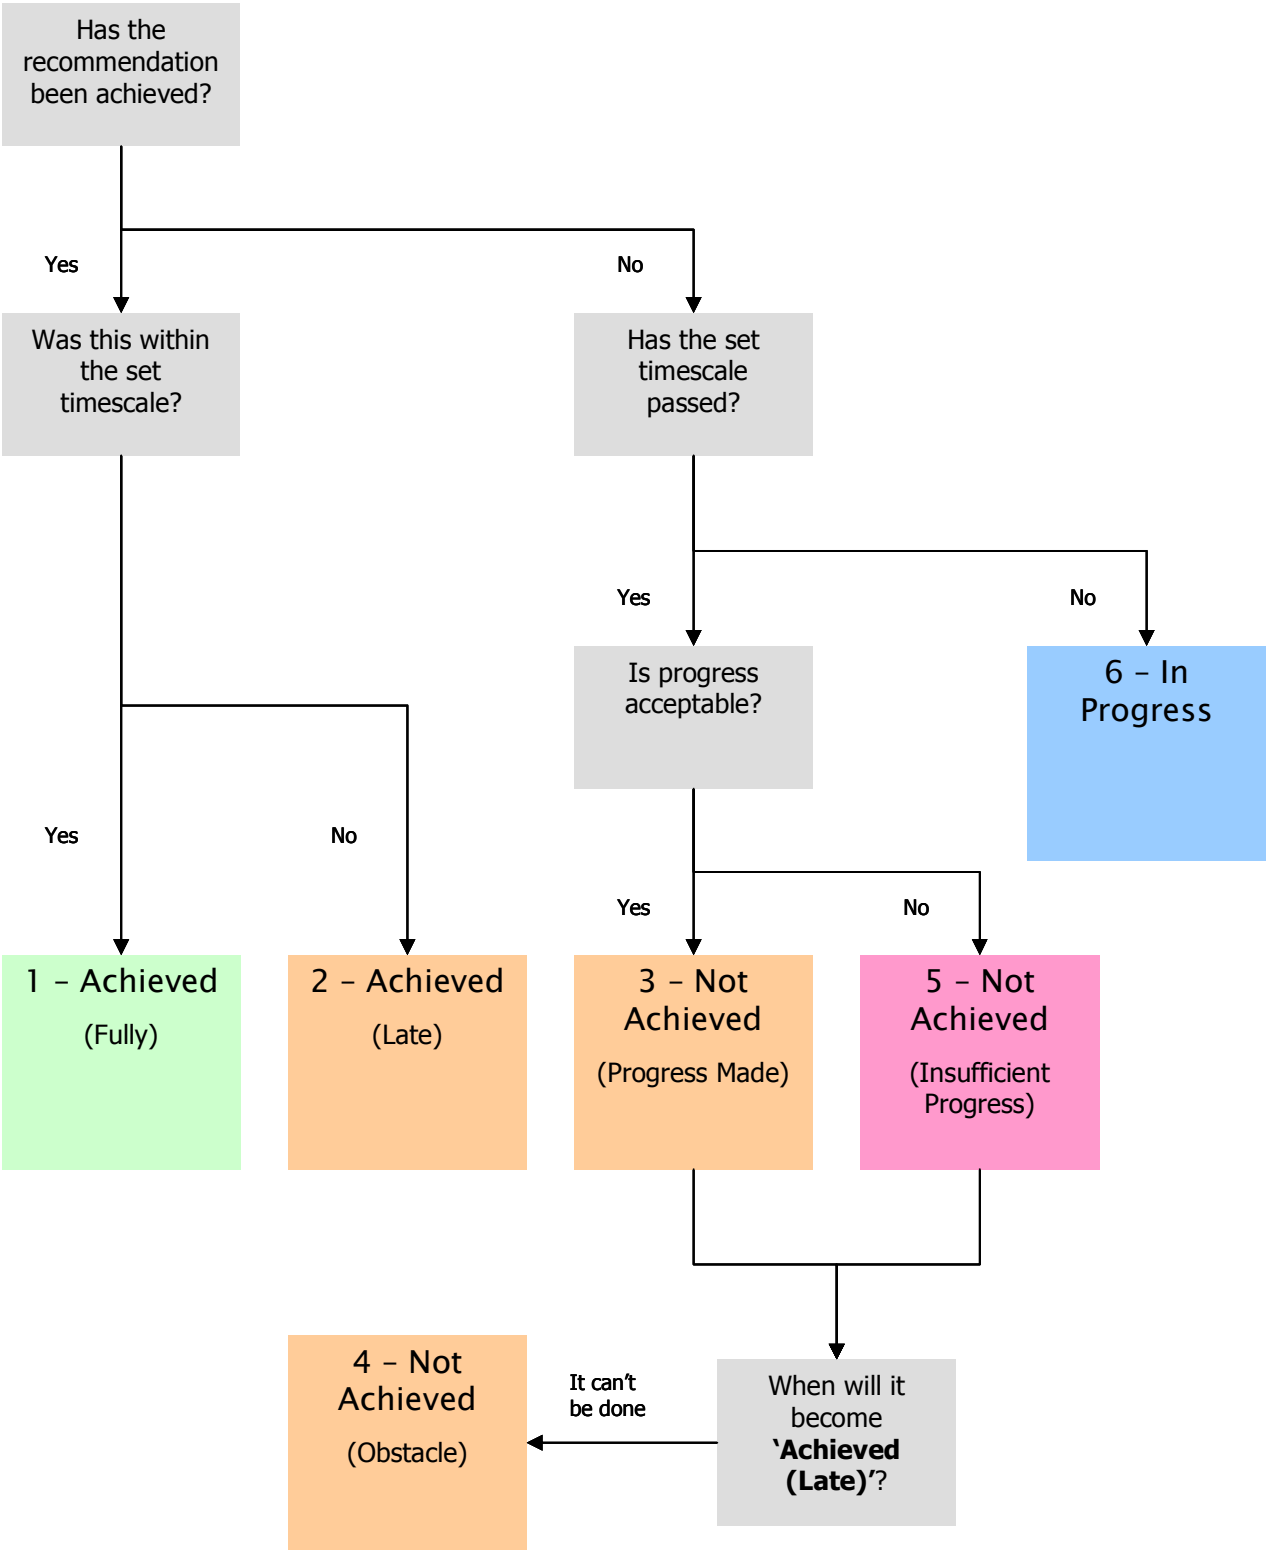 Has the
recommendation
been achieved?
Yes
No
Was this within
the set
timescale?
Has the set
timescale
passed?
Yes
No
Is progress
acceptable?
6 – In
Progress
Yes
No
Yes
No
1 – Achieved
(Fully)
2 – Achieved
(Late)
3 – Not
Achieved
(Progress Made)
5 – Not
Achieved
(Insufficient
Progress)
4 – Not
Achieved
(Obstacle)
It can't
be done
When will it
become
‘Achieved
(Late)’?